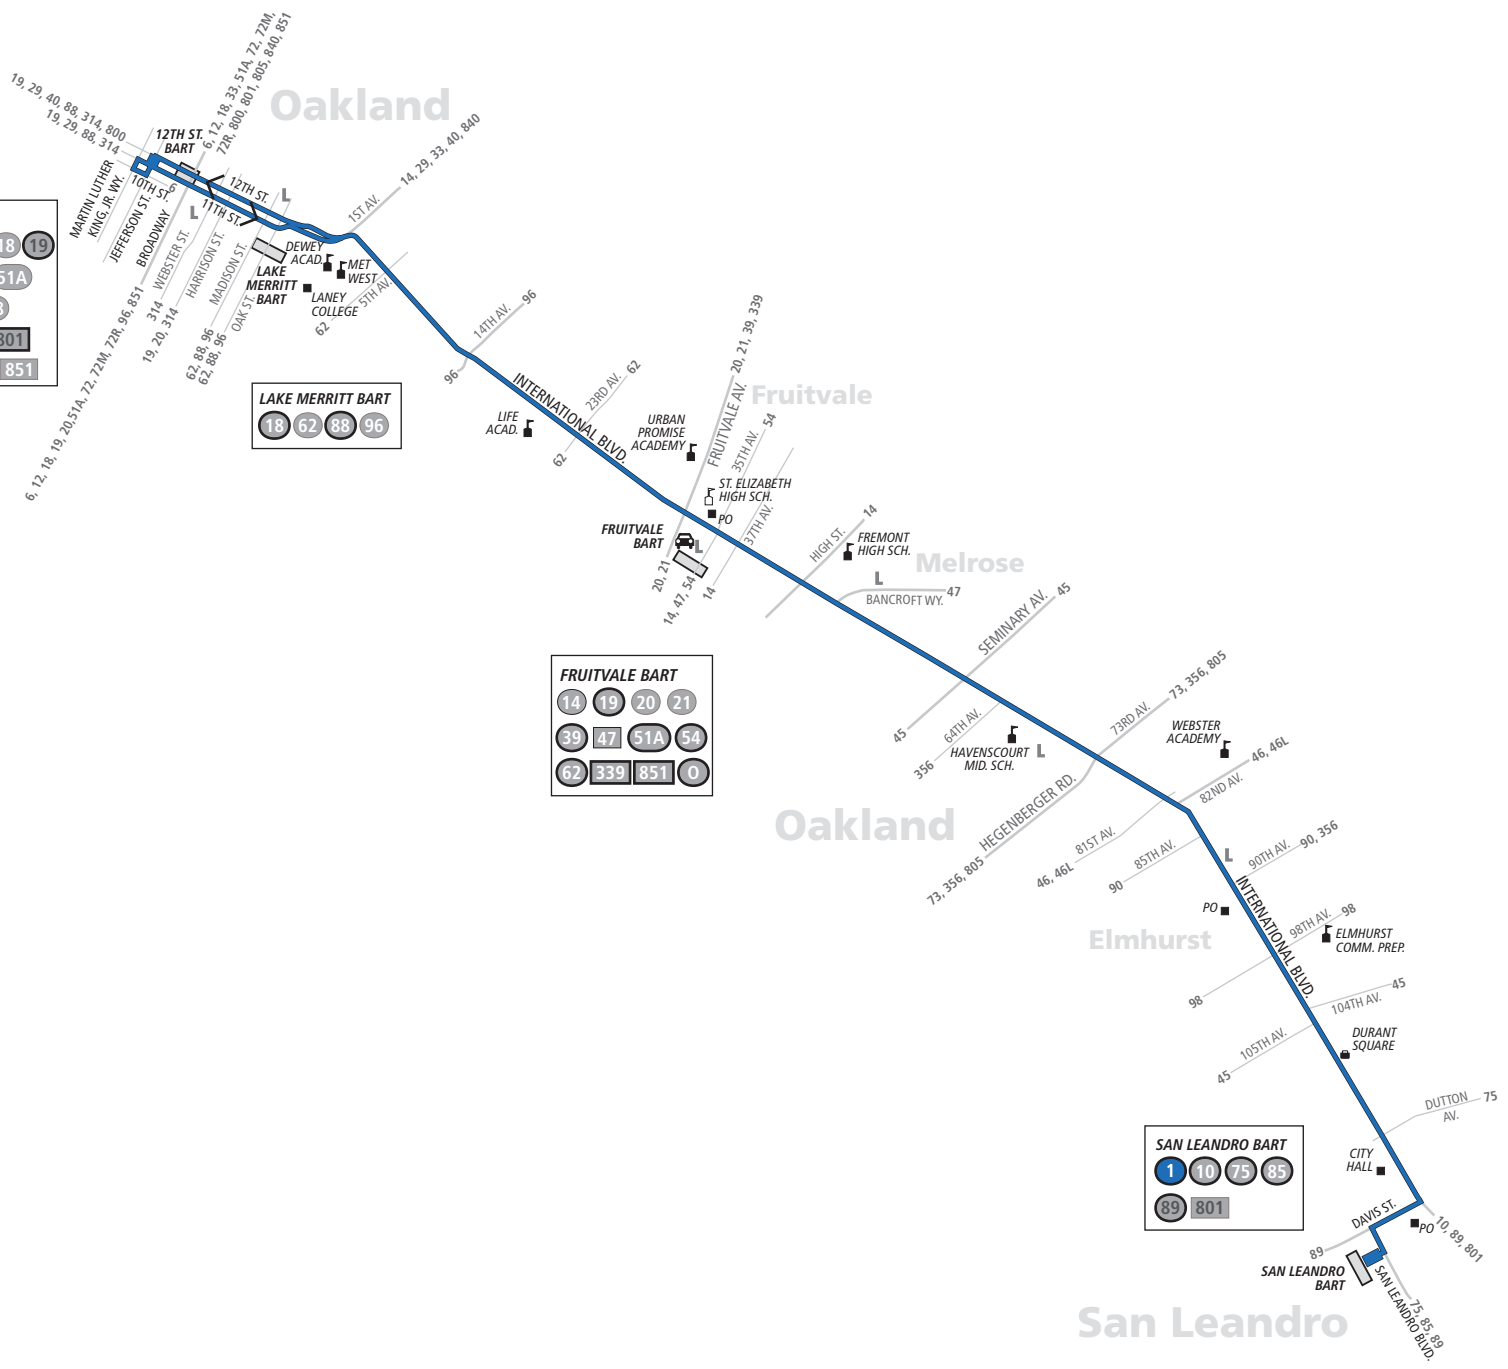 Oakland
6, 12, 18, 33, 51A, 72, 72M,
72R, 800, 801, 805, 840, 851
19, 29, 40, 88, 314, 800
19, 29, 88, 314
12TH ST.
BART
MARTIN LUTHER
KING, JR. WY.
10TH ST.
6
JEFFERSON ST.
BROADWAY
12TH ST.
11TH ST.
L
L
WEBSTER ST.
HARRISON ST.
MADISON ST.
OAK ST.
6, 12, 18, 19, 20,51A, 72, 72M, 72R, 96, 851
314
19, 20, 314
62, 88, 96
62, 88, 96
18 19
51A
801
851
LAKE
MERRITT
BART
DEWEY
ACAD.
MET
WEST
LANEY
COLLEGE
1ST AV.
14, 29, 33, 40, 840
62
5TH AV.
14TH AV.
96
96
LAKE MERRITT BART
18 62 88 96
INTERNATIONAL BLVD.
LIFE
ACAD.
23RD AV.
62
62
URBAN
PROMISE
ACADEMY
FRUITVALE AV.
20, 21, 39, 339
Fruitvale
35TH AV.
54
ST. ELIZABETH
HIGH SCH.
PO
37TH AV.
FRUITVALE
BART
L
20, 21
14, 47, 54
14
HIGH ST.
14
FREMONT
HIGH SCH.
Melrose
L
BANCROFT WY.
47
FRUITVALE BART
14 19 20 21
39 47 51A 54
62 339 851 O
SEMINARY AV.
45
45
64TH AV.
356
HAVENSCOURT
MID. SCH.
L
73RD AV.
73, 356, 805
HEGENBERGER RD.
73, 356, 805
WEBSTER
ACADEMY
46, 46L
82ND AV.
81ST AV.
46, 46L
85TH AV.
90
Oakland
L
90TH AV.
90, 356
INTERNATIONAL BLVD.
PO
Elmhurst
98TH AV.
98
98
ELMHURST
COMM. PREP.
104TH AV.
45
105TH AV.
45
DURANT
SQUARE
DUTTON
AV.
75
CITY
HALL
SAN LEANDRO BART
1 10 75 85
89 801
DAVIS ST.
PO
10, 89, 801
89
SAN LEANDRO
BART
SAN LEANDRO BLVD.
75, 85, 89
San Leandro